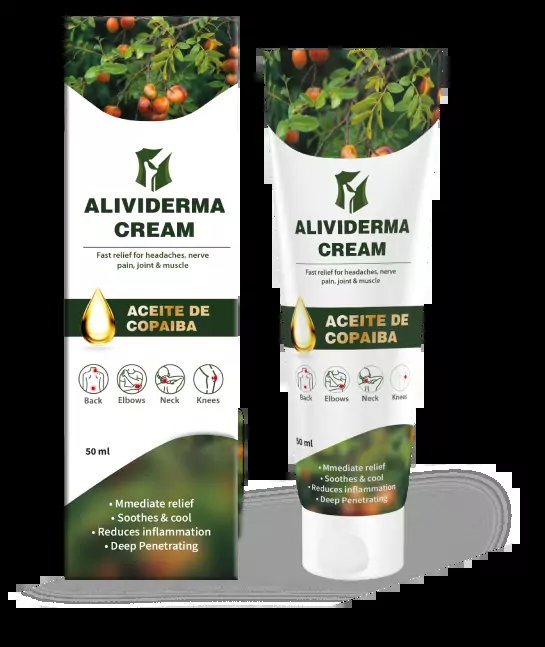 ALIVIDERMA
CREAM
Fast relief for headaches, nerve
pain, joint & muscle
ACEITE DE
COPAIBA
Back Elbows Neck Knees
50 ml
• Mmediate relief
• Soothes & cool
• Reduces inflammation
• Deep Penetrating
ALIVIDERMA
CREAM
Fast relief for headaches, nerve
pain, joint & muscle
ACEITE DE
COPAIBA
Back Elbows Neck Knees
50 ml
• Mmediate relief
• Soothes & cool
• Reduces inflammation
• Deep Penetrating